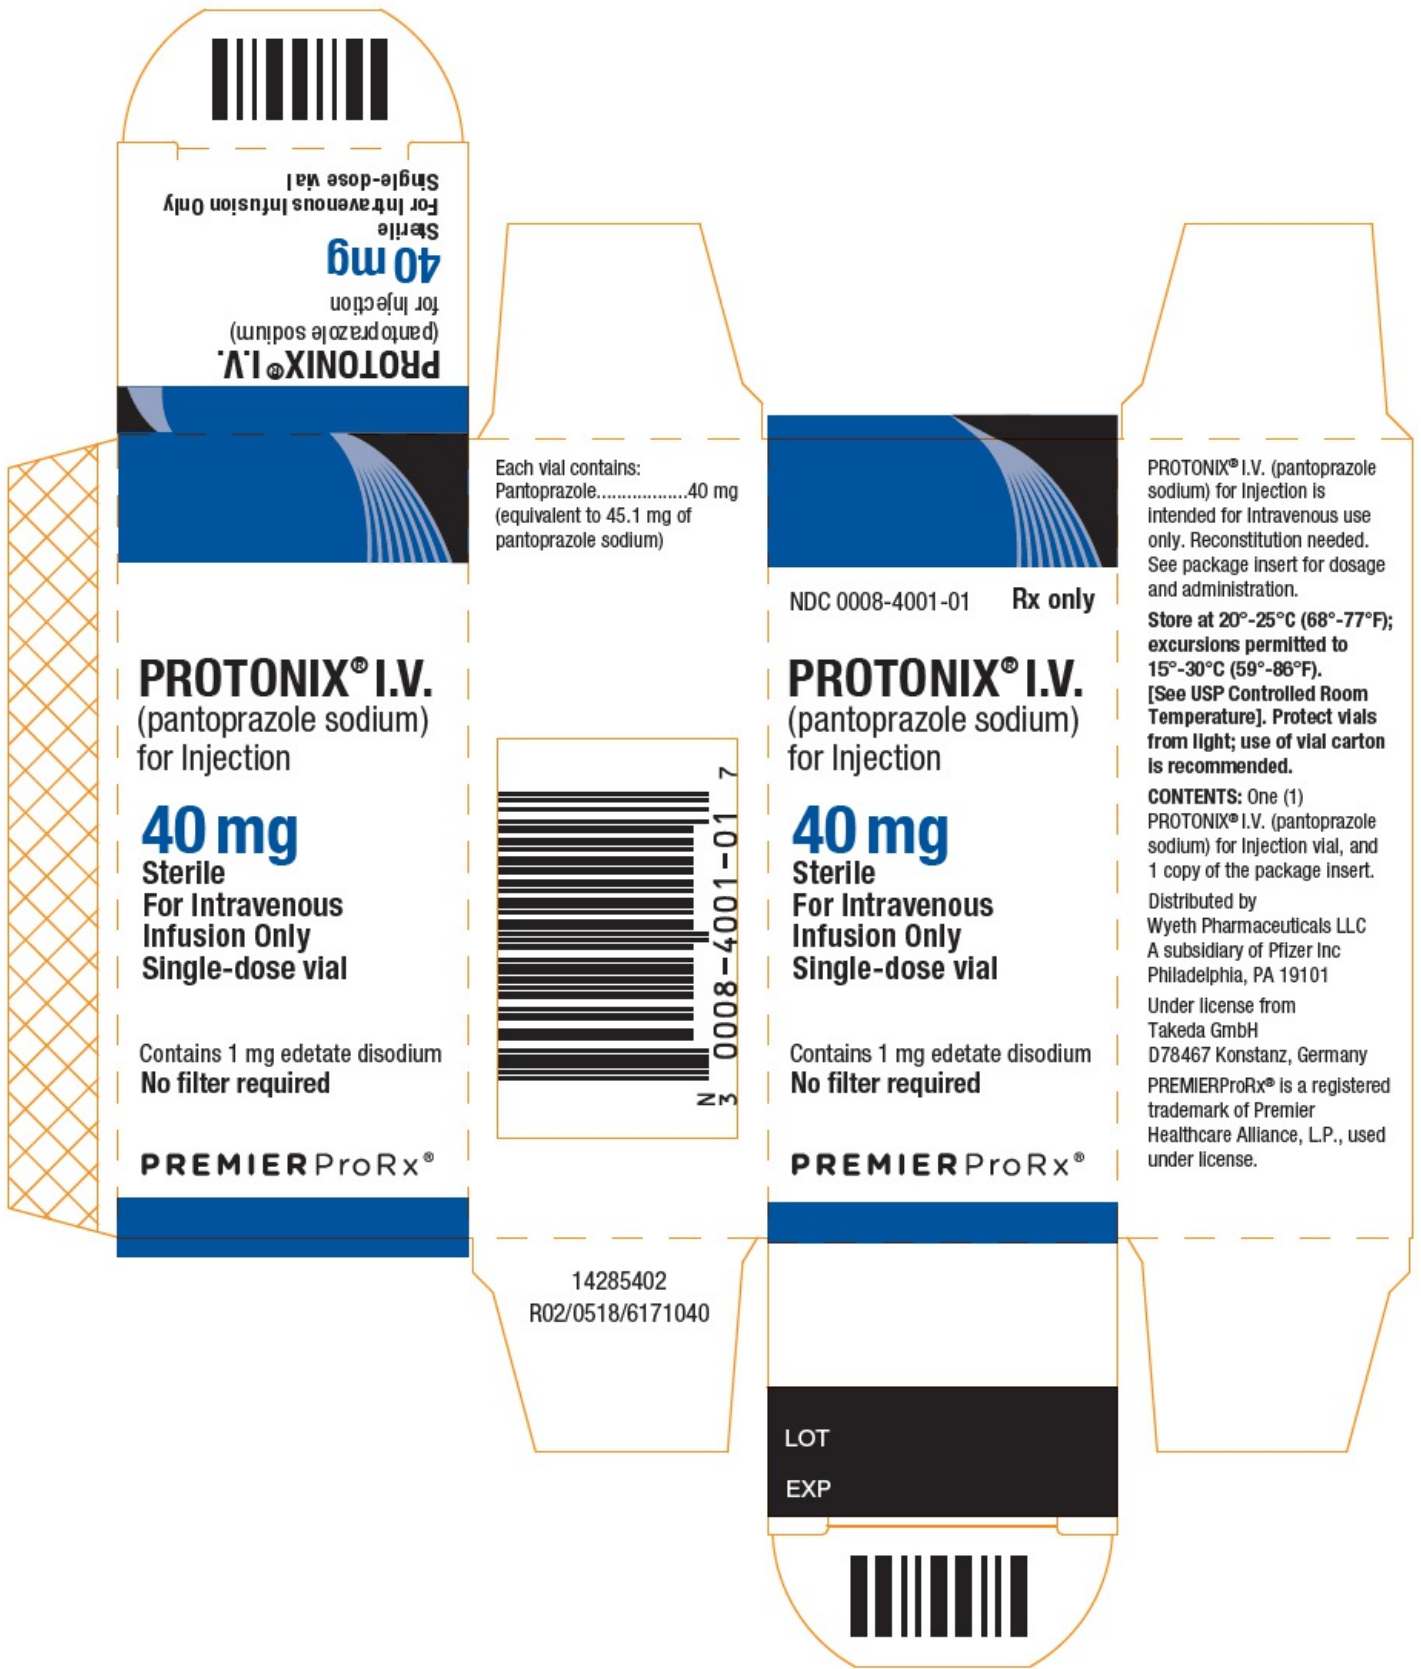 PROTONIX® I.V.
(pantoprazole sodium)
for Injection
40 mg
Sterile
For Intravenous Infusion Only
Single-dose vial
PROTONIX® I.V.
(pantoprazole sodium)
for Injection
40 mg
Sterile
For Intravenous
Infusion Only
Single-dose vial
Contains 1 mg edetate disodium
No filter required
PREMIERProRx®
Each vial contains:
Pantoprazole..................40 mg
(equivalent to 45.1 mg of
pantoprazole sodium)
N
3 0008-4001-01 7
14285402
R02/0518/6171040
NDC 0008-4001-01 Rx only
PROTONIX® I.V.
(pantoprazole sodium)
for Injection
40 mg
Sterile
For Intravenous
Infusion Only
Single-dose vial
Contains 1 mg edetate disodium
No filter required
PREMIERProRx®
LOT
EXP
PROTONIX® I.V. (pantoprazole
sodium) for Injection is
intended for Intravenous use
only. Reconstitution needed.
See package insert for dosage
and administration.
Store at 20°-25°C (68°-77°F);
excursions permitted to
15°-30°C (59°-86°F).
[See USP Controlled Room
Temperature]. Protect vials
from light; use of vial carton
is recommended.
CONTENTS: One (1)
PROTONIX® I.V. (pantoprazole
sodium) for Injection vial, and
1 copy of the package insert.
Distributed by
Wyeth Pharmaceuticals LLC
A subsidiary of Pfizer Inc
Philadelphia, PA 19101
Under license from
Takeda GmbH
D78467 Konstanz, Germany
PREMIERProRx® is a registered
trademark of Premier
Healthcare Alliance, L.P., used
under license.